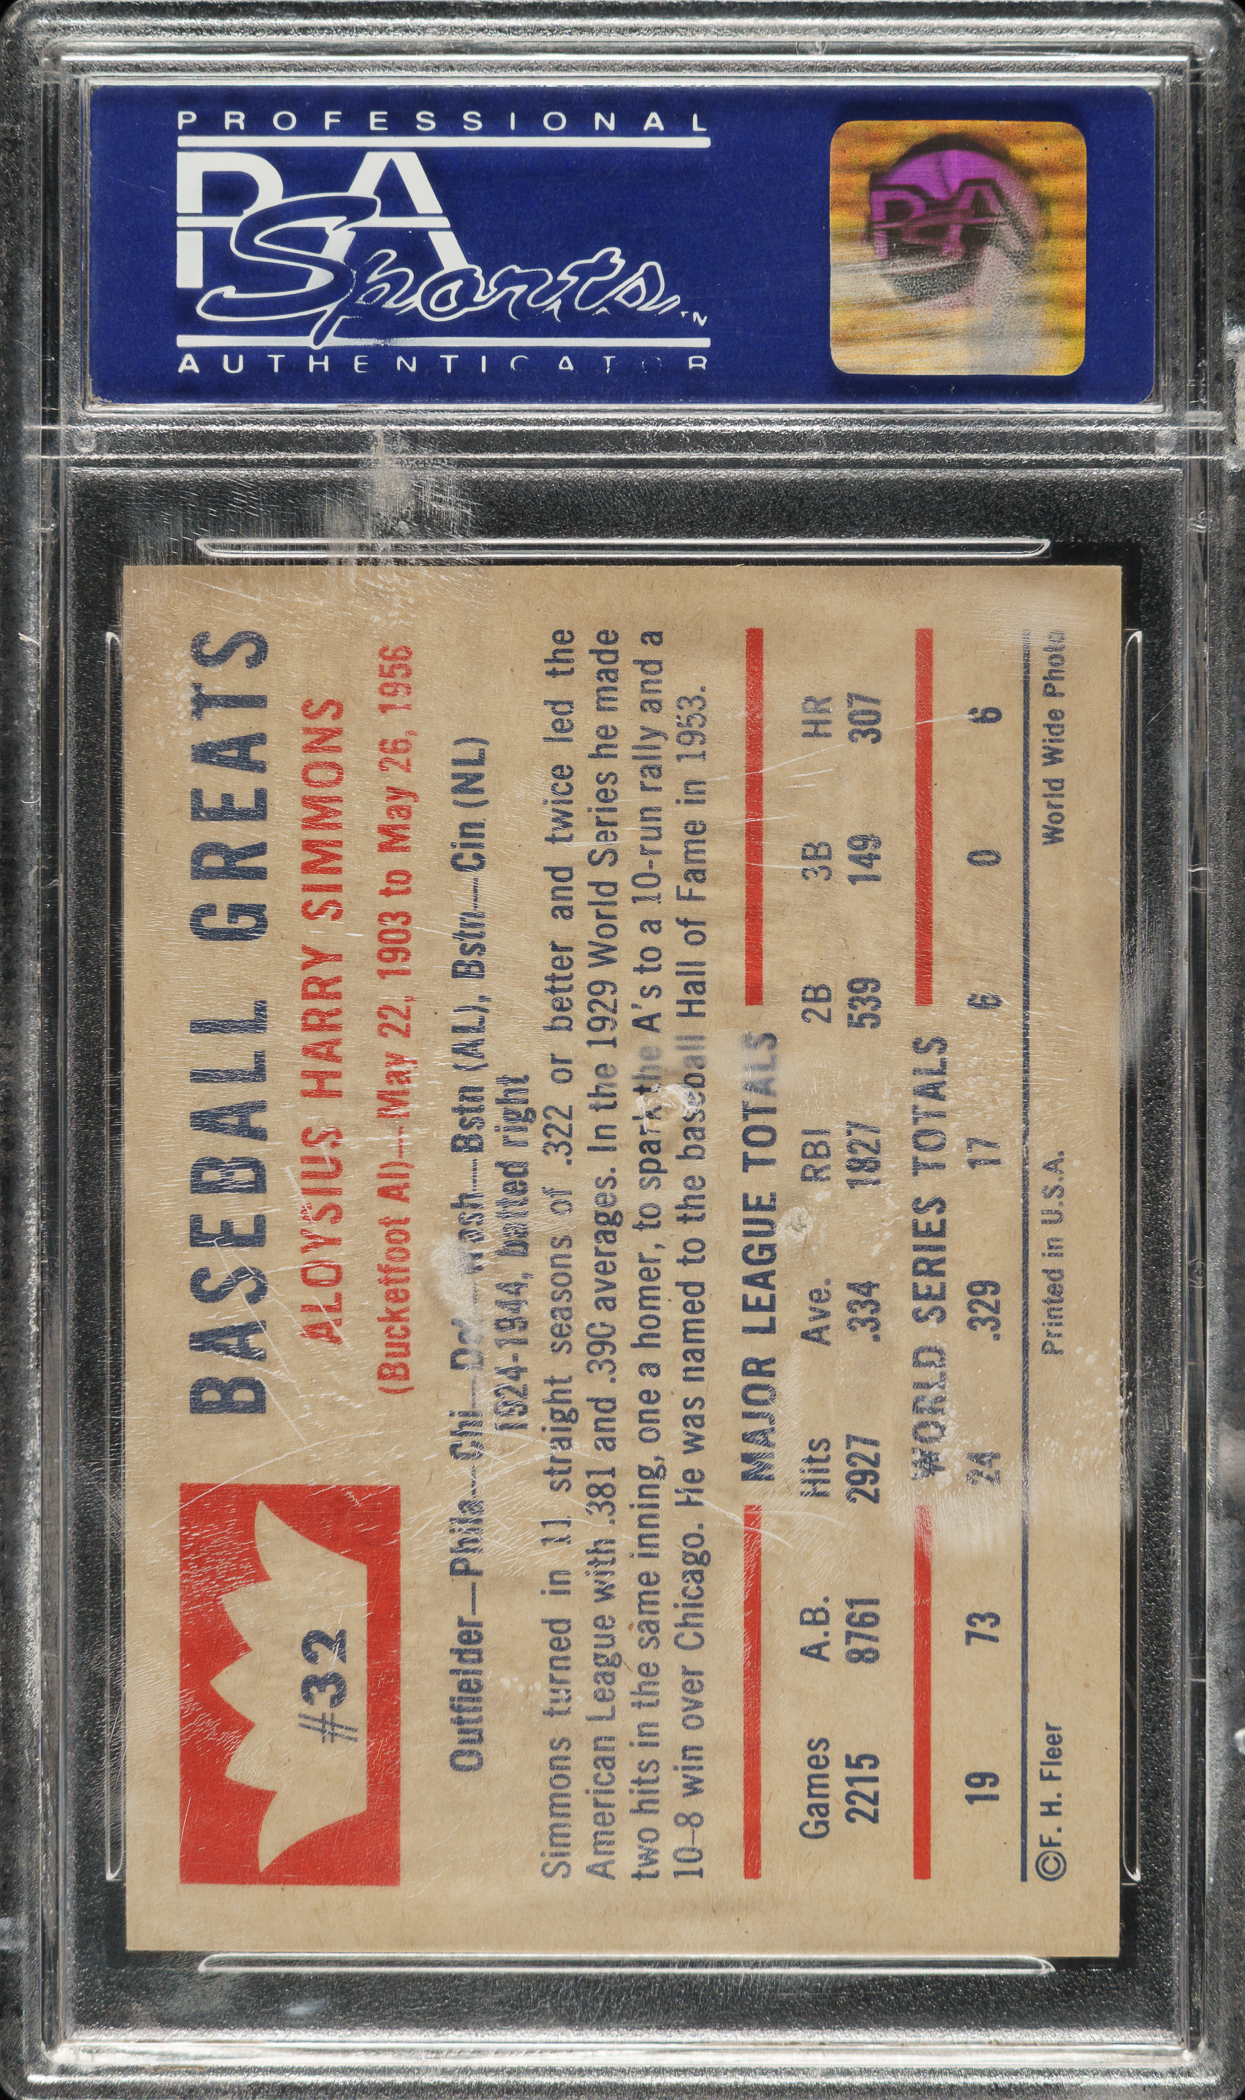 PROFESSIONAL
PSA
Sports TM
AUTHENTICATOR
PSA
#32
BASEBALL GREATS
ALOYSIUS HARRY SIMMONS
(Bucketfoot Al)—May 22, 1903 to May 26, 1956
Outfielder—Phila—Chi—Det—Wash—Bstn (AL), Bstn—Cin (NL)
1924-1944, batted right
Simmons turned in 11 straight seasons of .322 or better and twice led the
American League with .381 and .390 averages. In the 1929 World Series he made
two hits in the same inning, one a homer, to spark the A's to a 10-run rally and a
10-8 win over Chicago. He was named to the baseball Hall of Fame in 1953.
MAJOR LEAGUE TOTALS
Games A.B. Hits Ave. RBI 2B 3B HR
2215 8761 2927 .334 1827 539 149 307
WORLD SERIES TOTALS
19 73 24 .329 17 6 0 6
©F. H. Fleer Printed in U.S.A. World Wide Photo